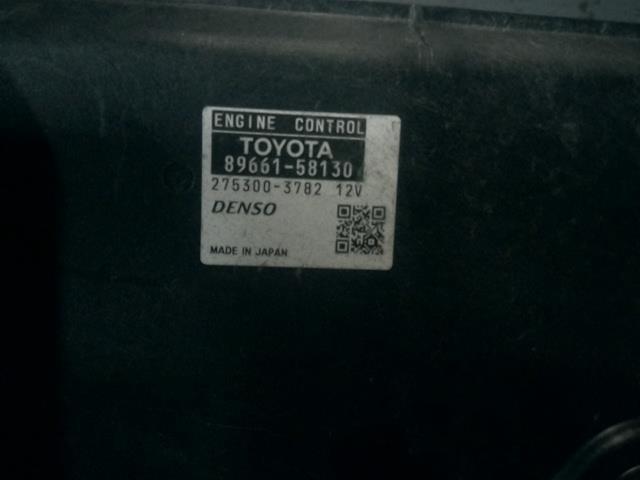 ENGINE CONTROL
TOYOTA
89661-58130
275300-3782 12V
DENSO
MADE IN JAPAN